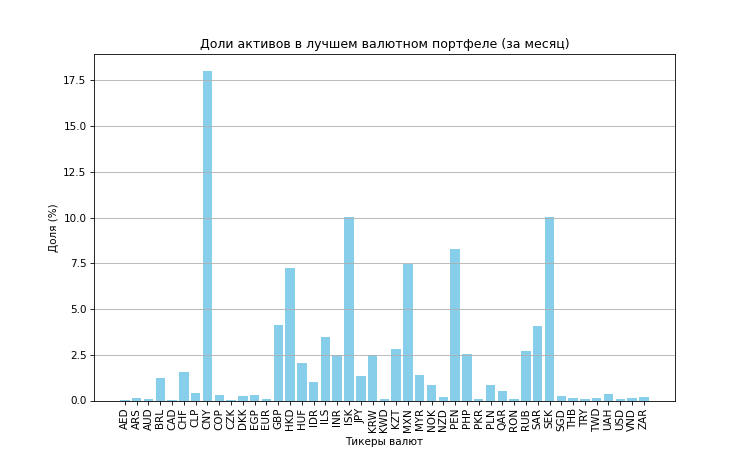 Доли активов в лучшем валютном портфеле (за месяц)
Доля (%)
17.5
15.0
12.5
10.0
7.5
5.0
2.5
0.0
AED ARS AUD BRL CAD CHF CLP CNY COP CZK DKK EGP EUR GBP HKD HUF IDR ILS INR ISK JPY KRW KWD KZT MXN MYR NOK NZD PEN PHP PKR PLN QAR RON RUB SAR SEK SGD THB TRY TWD UAH USD VND ZAR
Тикеры валют